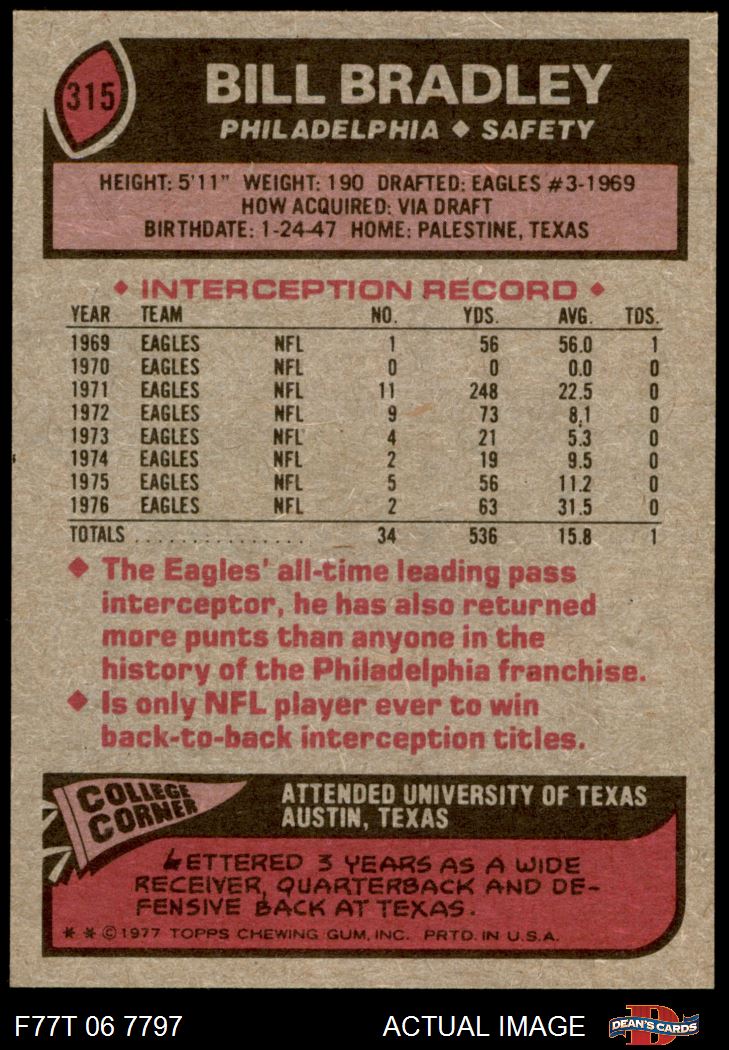 315
BILL BRADLEY
PHILADELPHIA ◆ SAFETY
HEIGHT: 5'11" WEIGHT: 190 DRAFTED: EAGLES #3-1969
HOW ACQUIRED: VIA DRAFT
BIRTHDATE: 1-24-47 HOME: PALESTINE, TEXAS
◆ INTERCEPTION RECORD ◆
YEAR TEAM NO. YDS. AVG. TDS.
1969 EAGLES NFL 1 56 56.0 1
1970 EAGLES NFL 0 0 0.0 0
1971 EAGLES NFL 11 248 22.5 0
1972 EAGLES NFL 9 73 8.1 0
1973 EAGLES NFL 4 21 5.3 0
1974 EAGLES NFL 2 19 9.5 0
1975 EAGLES NFL 5 56 11.2 0
1976 EAGLES NFL 2 63 31.5 0
TOTALS . . . . . . . . . . . . . . . . 34 536 15.8 1
◆ The Eagles' all-time leading pass
interceptor, he has also returned
more punts than anyone in the
history of the Philadelphia franchise.
◆ Is only NFL player ever to win
back-to-back interception titles.
COLLEGE
CORNER
ATTENDED UNIVERSITY OF TEXAS
AUSTIN, TEXAS
LETTERED 3 YEARS AS A WIDE
RECEIVER, QUARTERBACK AND DE-
FENSIVE BACK AT TEXAS.
* * © 1977 TOPPS CHEWING GUM, INC. PRTD. IN U.S.A.
F77T 06 7797 ACTUAL IMAGE
D
DEAN'S CARDS